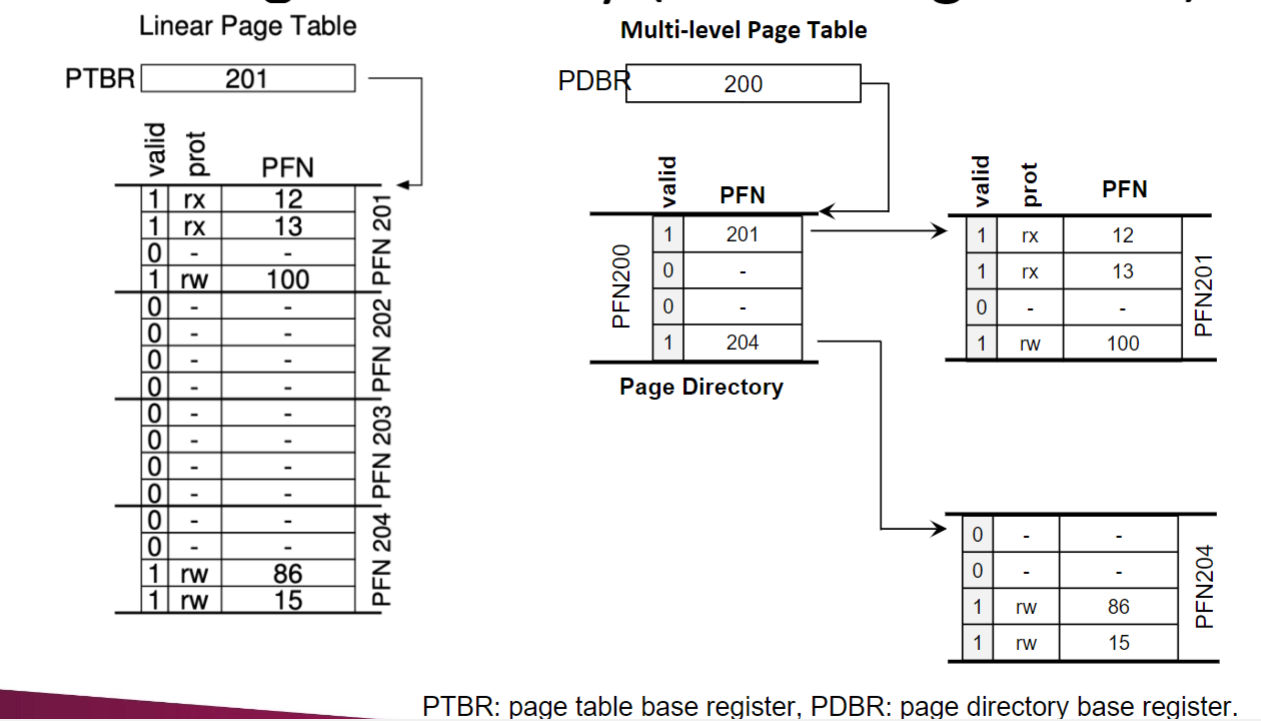 Linear Page Table
PTBR 201
valid prot PFN
1 rx 12
1 rx 13
0 - -
1 rw 100
PFN 201
0 - -
0 - -
0 - -
0 - -
PFN 202
0 - -
0 - -
0 - -
0 - -
PFN 203
0 - -
0 - -
1 rw 86
1 rw 15
PFN 204
Multi-level Page Table
PDBR 200
valid PFN
1 201
0 -
0 -
1 204
PFN200
Page Directory
valid prot PFN
1 rx 12
1 rx 13
0 - -
1 rw 100
PFN201
0 - -
0 - -
1 rw 86
1 rw 15
PFN204
PTBR: page table base register, PDBR: page directory base register.